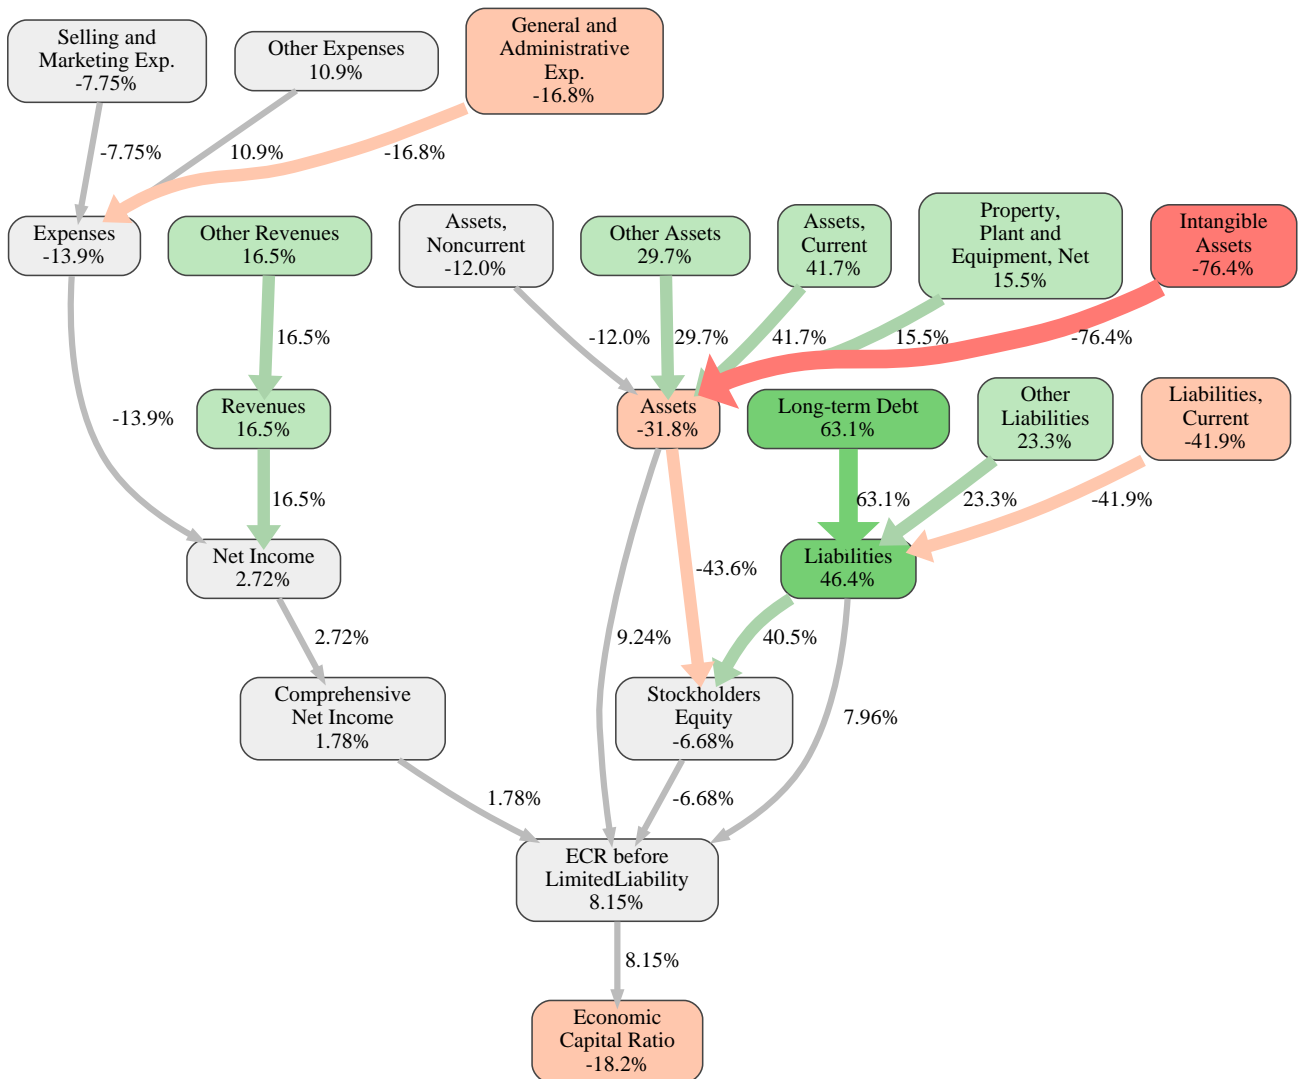 Selling and
Marketing Exp.
-7.75%
Other Expenses
10.9%
General and
Administrative
Exp.
-16.8%
-7.75%
10.9%
-16.8%
Expenses
-13.9%
Other Revenues
16.5%
Assets,
Noncurrent
-12.0%
Other Assets
29.7%
Assets,
Current
41.7%
Property,
Plant and
Equipment, Net
15.5%
Intangible
Assets
-76.4%
16.5%
-12.0%
29.7%
41.7%
15.5%
-76.4%
-13.9%
Revenues
16.5%
Assets
-31.8%
Long-term Debt
63.1%
Other
Liabilities
23.3%
Liabilities,
Current
-41.9%
16.5%
63.1%
23.3%
-41.9%
Net Income
2.72%
-43.6%
Liabilities
46.4%
2.72%
9.24%
40.5%
Comprehensive
Net Income
1.78%
Stockholders
Equity
-6.68%
7.96%
1.78%
-6.68%
ECR before
LimitedLiability
8.15%
8.15%
Economic
Capital Ratio
-18.2%